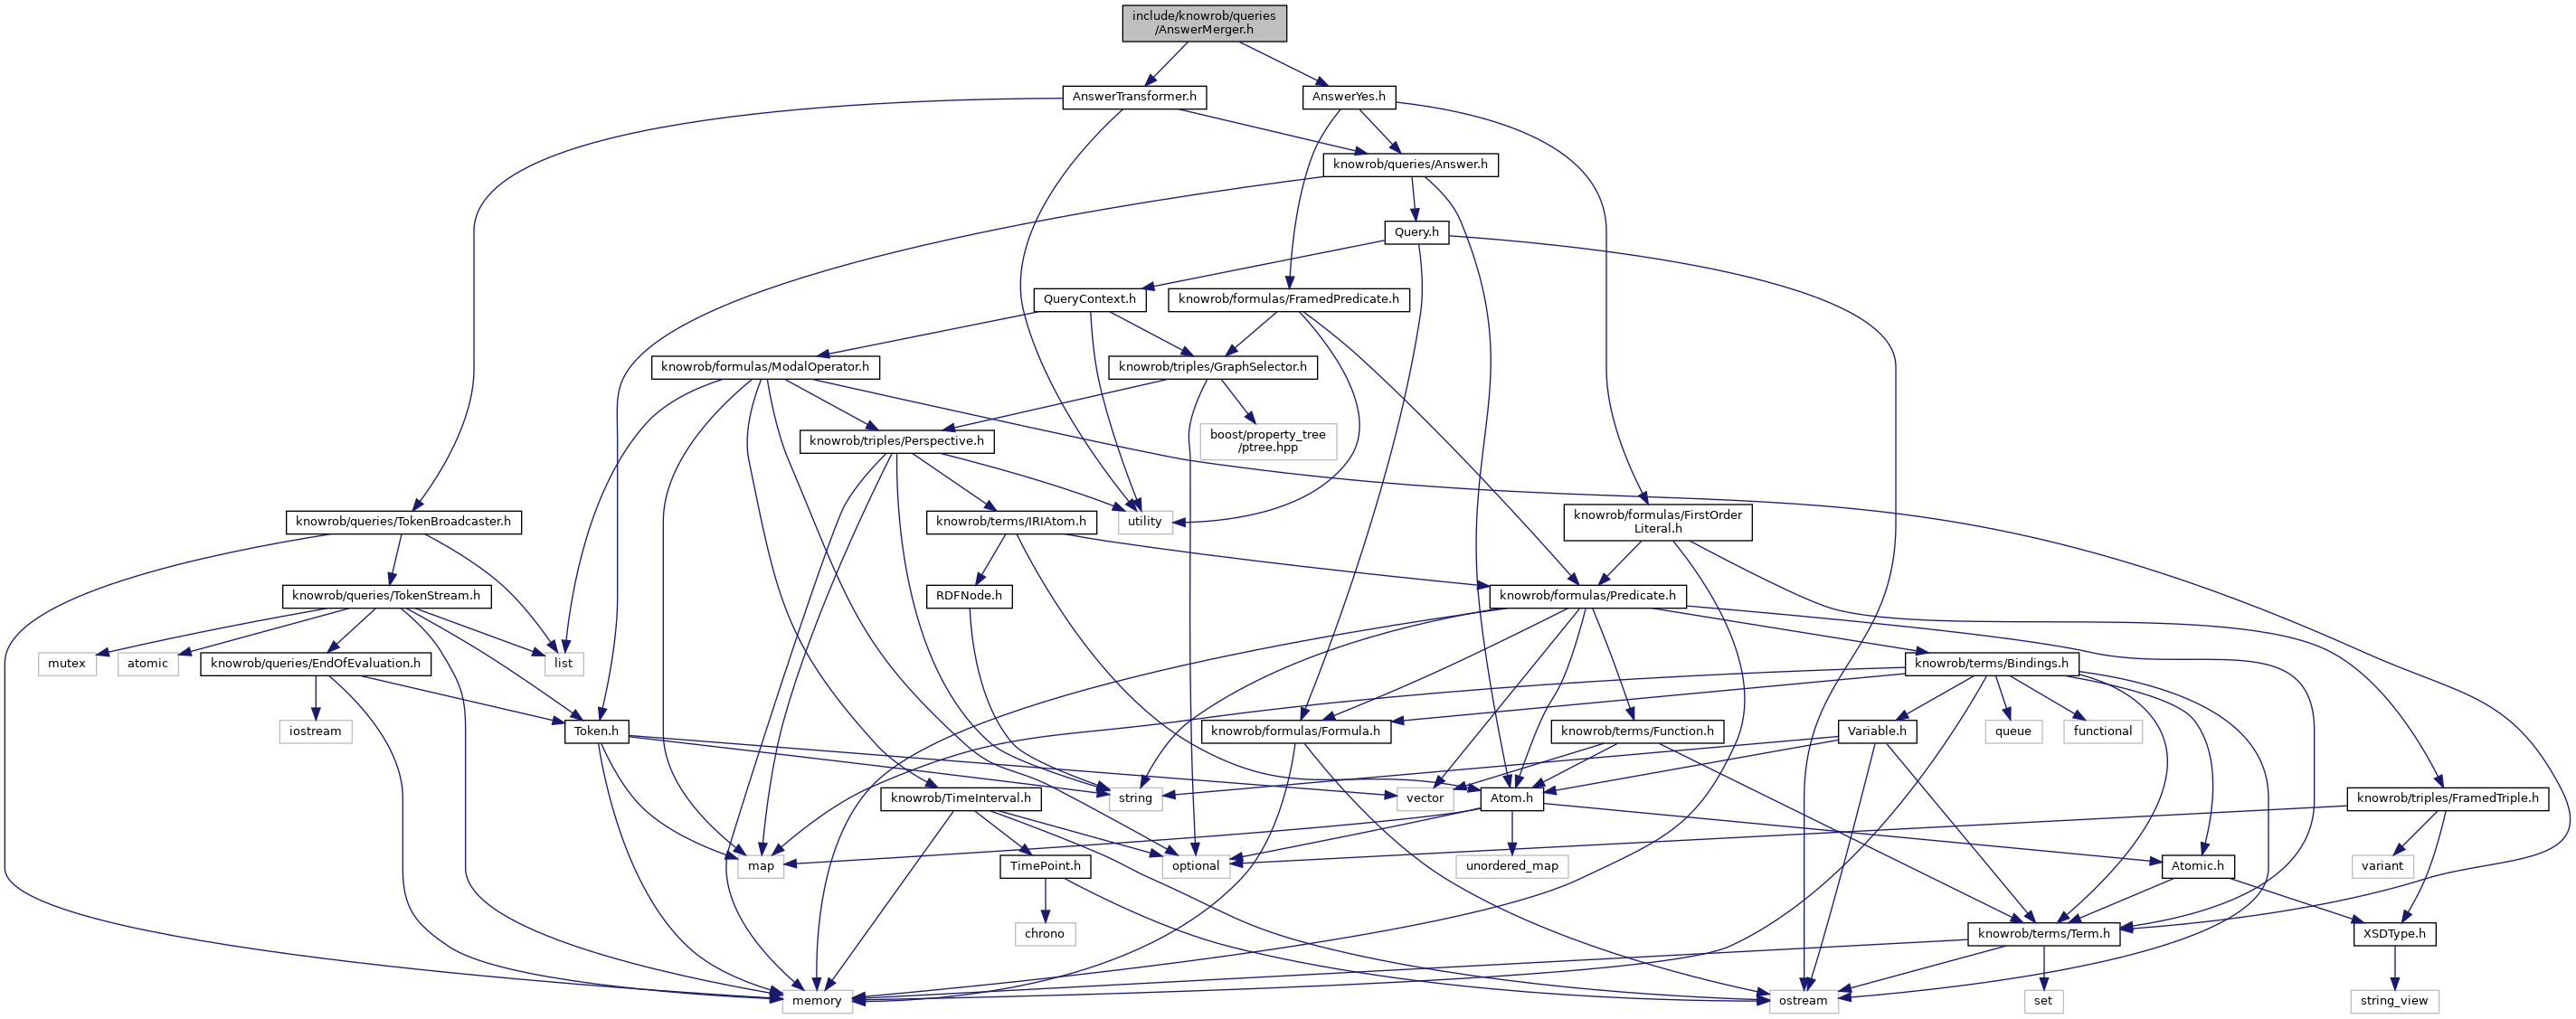 include/knowrob/queries
/AnswerMerger.h
AnswerTransformer.h
AnswerYes.h
knowrob/queries/Answer.h
Query.h
QueryContext.h
knowrob/formulas/FramedPredicate.h
knowrob/formulas/ModalOperator.h
knowrob/triples/GraphSelector.h
knowrob/triples/Perspective.h
boost/property_tree
/ptree.hpp
knowrob/queries/TokenBroadcaster.h
knowrob/terms/IRIAtom.h
utility
knowrob/formulas/FirstOrder
Literal.h
knowrob/queries/TokenStream.h
RDFNode.h
knowrob/formulas/Predicate.h
mutex
atomic
knowrob/queries/EndOfEvaluation.h
list
knowrob/terms/Bindings.h
iostream
Token.h
knowrob/formulas/Formula.h
knowrob/terms/Function.h
Variable.h
queue
functional
knowrob/TimeInterval.h
string
vector
Atom.h
knowrob/triples/FramedTriple.h
map
TimePoint.h
optional
unordered_map
Atomic.h
variant
chrono
knowrob/terms/Term.h
XSDType.h
memory
ostream
set
string_view